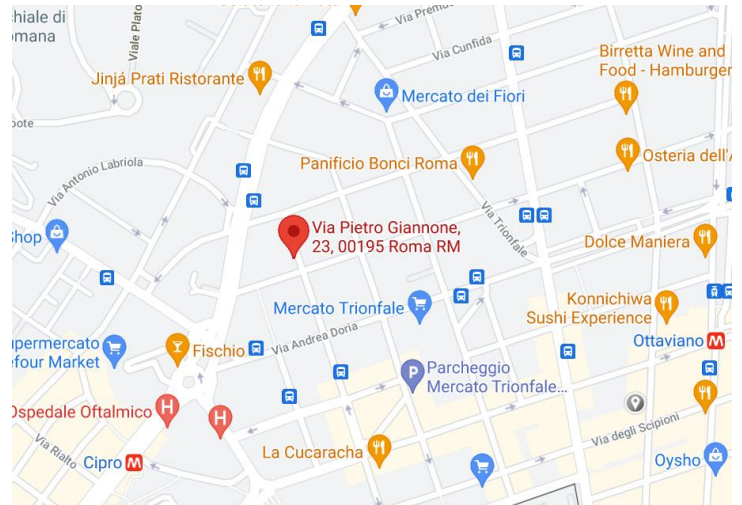 chiale di
omana
Viale Plato
Via Premu
Via Cunfida
Birretta Wine and
Food - Hamburger
Jinjá Prati Ristorante
Mercato dei Fiori
pote
Via Antonio Labriola
Panificio Bonci Roma
Osteria dell'A
Shop
Via Pietro Giannone,
23, 00195 Roma RM
Via Trionfale
Dolce Maniera
Mercato Trionfale
Konnichiwa
Sushi Experience
upermercato
efour Market
Fischio
Via Andrea Doria
Ottaviano M
P
Parcheggio
Mercato Trionfale...
Ospedale Oftalmico H
H
Via Rialto
Cipro M
La Cucaracha
Via degli Scipioni
Oysho